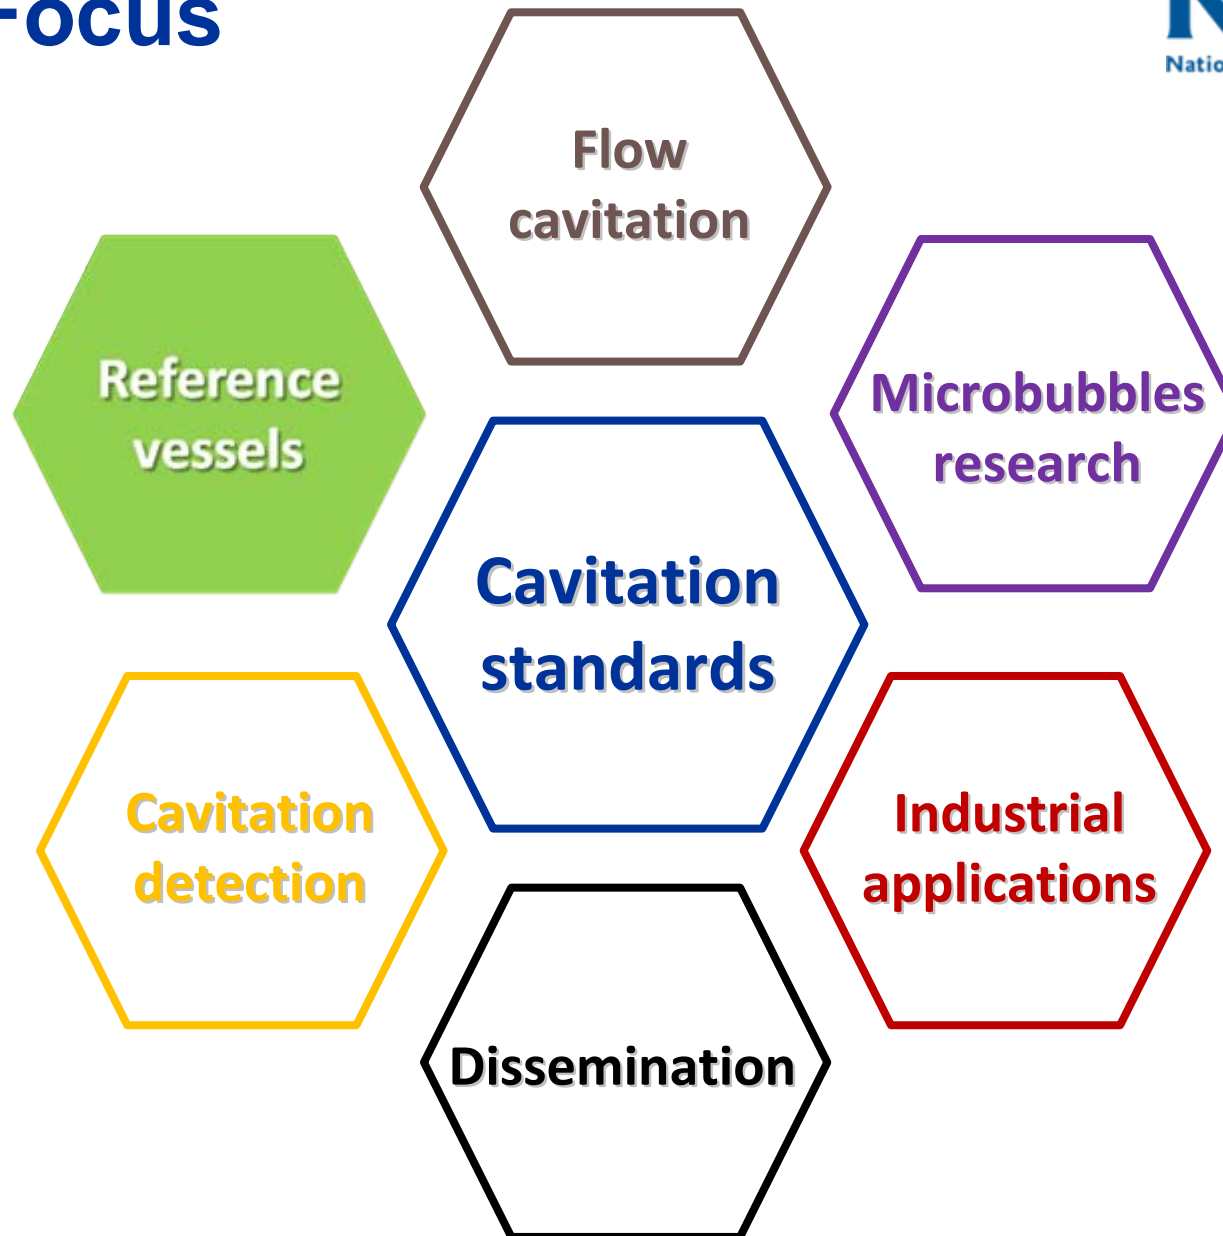 Focus
Natio
Flow
cavitation
Reference
vessels
Microbubbles
research
Cavitation
standards
Cavitation
detection
Industrial
applications
Dissemination